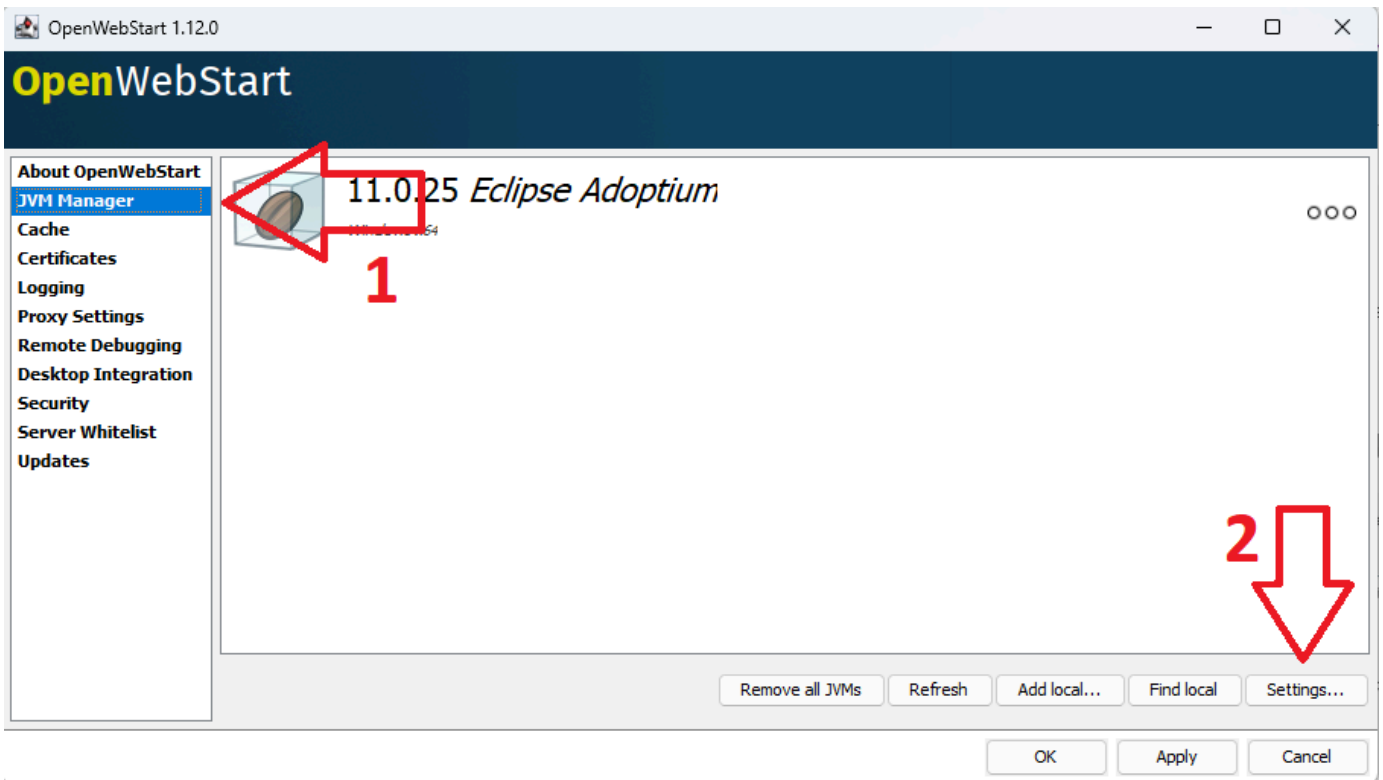 OpenWebStart 1.12.0
OpenWebStart
About OpenWebStart
JVM Manager
Cache
Certificates
Logging
Proxy Settings
Remote Debugging
Desktop Integration
Security
Server Whitelist
Updates
11.0.25 Eclipse Adoptium
1
2
Remove all JVMs Refresh Add local... Find local Settings...
OK Apply Cancel